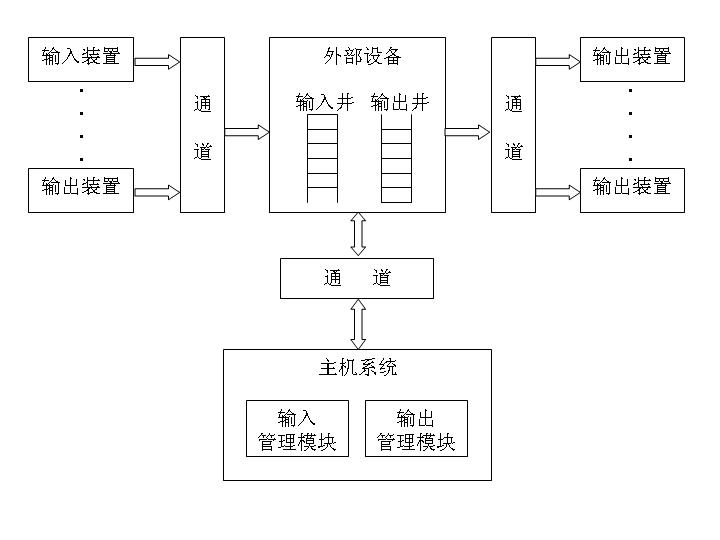 输入装置
外部设备
输出装置
通
道
输入井
输出井
通
道
输出装置
输出装置
通 道
主机系统
输入
管理模块
输出
管理模块